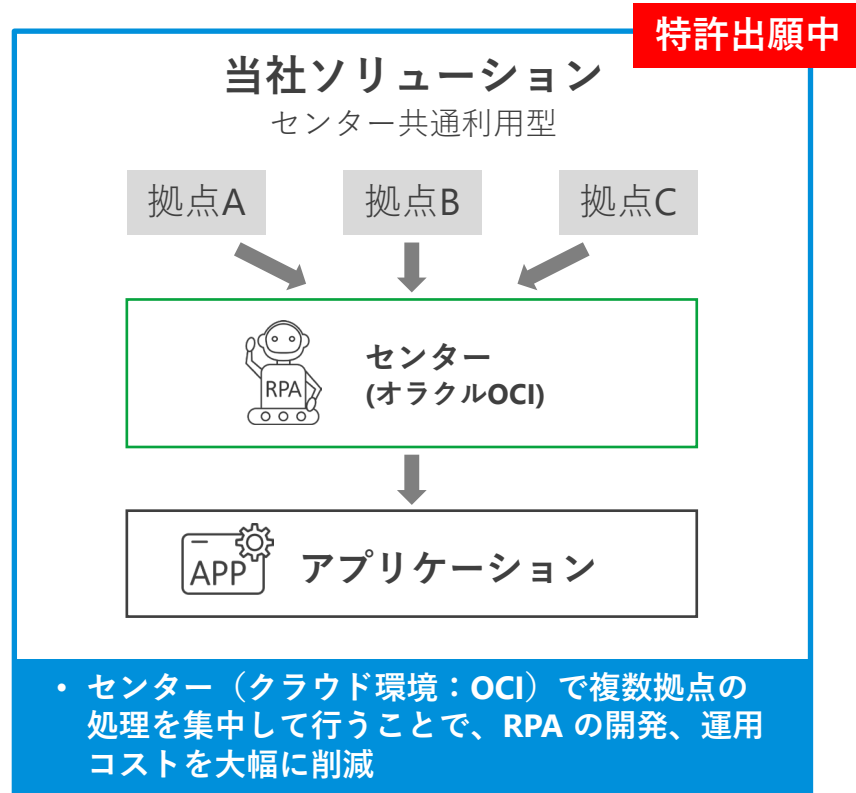 特許出願中
当社ソリューション
センター共通利用型
拠点A 拠点B 拠点C
RPA
センター
(オラクルOCI)
APP
アプリケーション
・ センター（クラウド環境：OCI）で複数拠点の
処理を集中して行うことで、RPA の開発、運用
コストを大幅に削減